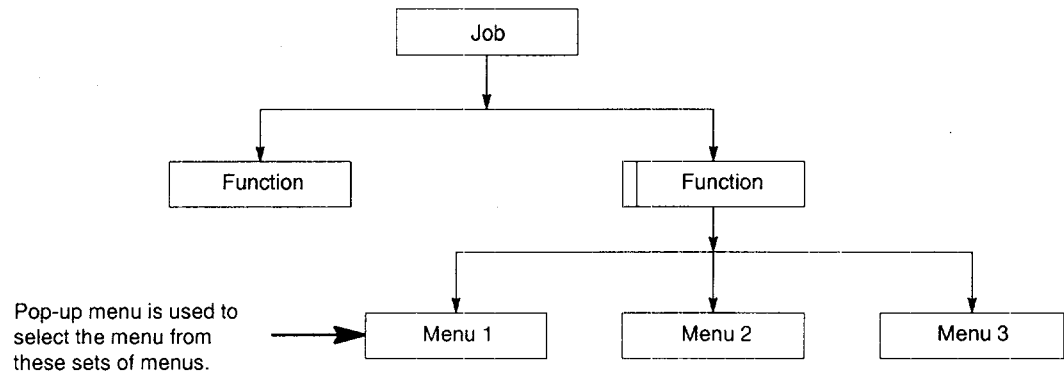 Job
Function
Function
Pop-up menu is used to
select the menu from
these sets of menus.
Menu 1
Menu 2
Menu 3